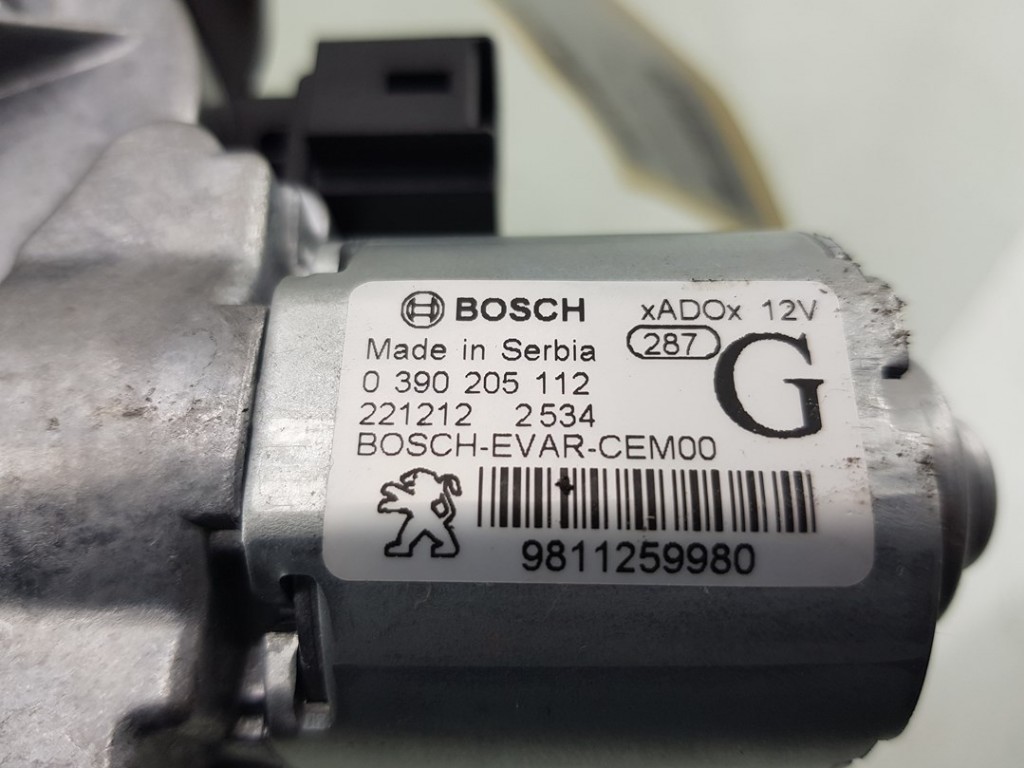 BOSCH xADOx 12V
Made in Serbia 287
0 390 205 112 G
221212 2534
BOSCH-EVAR-CEM00
9811259980